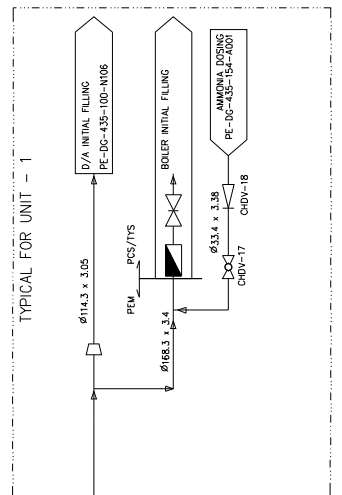 TYPICAL FOR UNIT - 1
D/A INITIAL FILLING
PE-DG-435-100-N106
Ø114.3 x 3.05
BOILER INITIAL FILLING
PEM
PCS/TYS
Ø168.3 x 3.4
AMMONIA DOSING
PE-DG-435-154-A001
Ø33.4 x 3.38
CHDV-18
CHDV-17